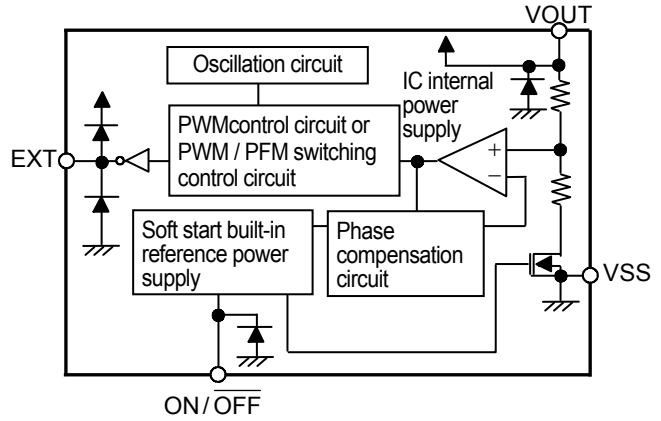 VOUT
Oscillation circuit
IC internal
power
supply
PWMcontrol circuit or
PWM / PFM switching
control circuit
EXT
+
−
Soft start built-in
reference power
supply
Phase
compensation
circuit
VSS
ON / OFF